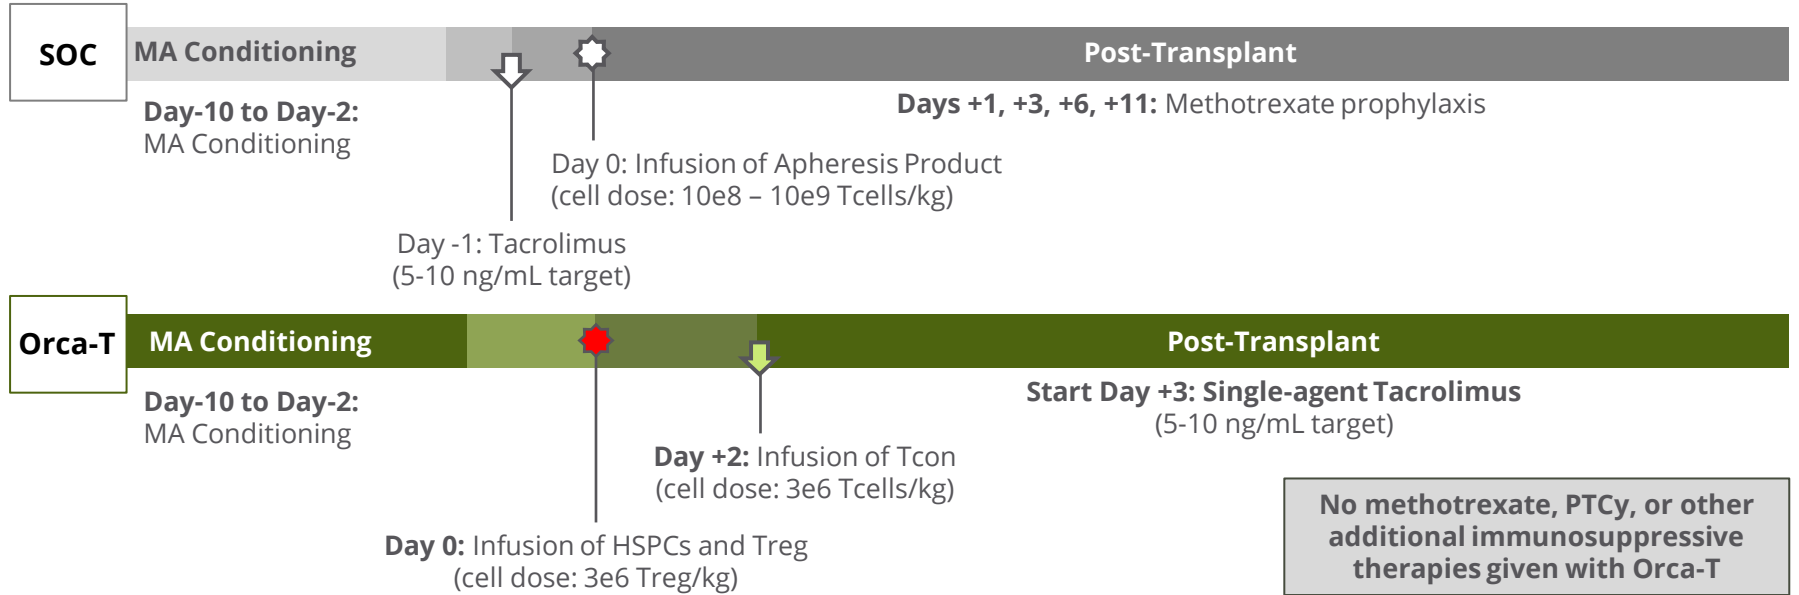 SOC
MA Conditioning
Post-Transplant
Day-10 to Day-2:
MA Conditioning
Days +1, +3, +6, +11: Methotrexate prophylaxis
Day 0: Infusion of Apheresis Product
(cell dose: 10e8 – 10e9 Tcells/kg)
Day -1: Tacrolimus
(5-10 ng/mL target)
Orca-T
MA Conditioning
Post-Transplant
Day-10 to Day-2:
MA Conditioning
Start Day +3: Single-agent Tacrolimus
(5-10 ng/mL target)
Day +2: Infusion of Tcon
(cell dose: 3e6 Tcells/kg)
Day 0: Infusion of HSPCs and Treg
(cell dose: 3e6 Treg/kg)
No methotrexate, PTCy, or other
additional immunosuppressive
therapies given with Orca-T